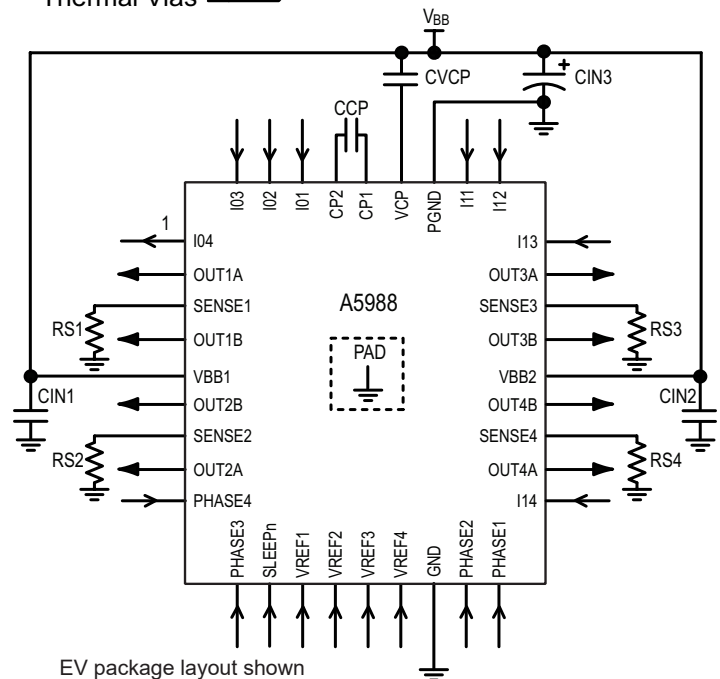 Thermal Vias
VBB
CVCP
CIN3
CCP
I03
I02
I01
CP2
CP1
VCP
PGND
I11
I12
1
I04
I13
OUT1A
OUT3A
SENSE1
A5988
SENSE3
RS1
RS3
OUT1B
OUT3B
PAD
VBB1
VBB2
CIN1
CIN2
OUT2B
OUT4B
SENSE2
SENSE4
RS2
RS4
OUT2A
OUT4A
PHASE4
I14
PHASE3
SLEEPn
VREF1
VREF2
VREF3
VREF4
GND
PHASE2
PHASE1
EV package layout shown